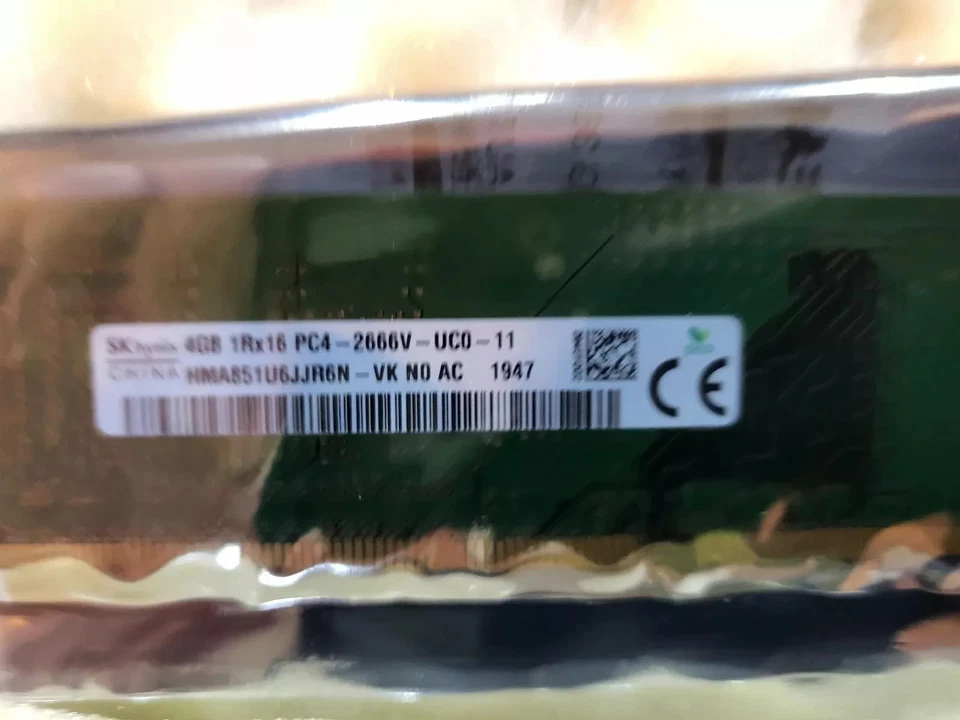 SK hynix 4GB 1Rx16 PC4-2666V-UC0-11
CHINA HMA851U6JJR6N-VK N0 AC 1947
CE